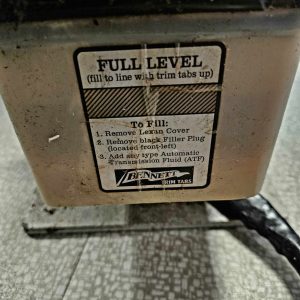 FULL LEVEL
(fill to line with trim tabs up)
To Fill:
1. Remove Lexan Cover
2. Remove black Filler Plug
(located front-left)
3. Add any type Automatic
Transmission Fluid (ATF)
BENNETT
TRIM TABS